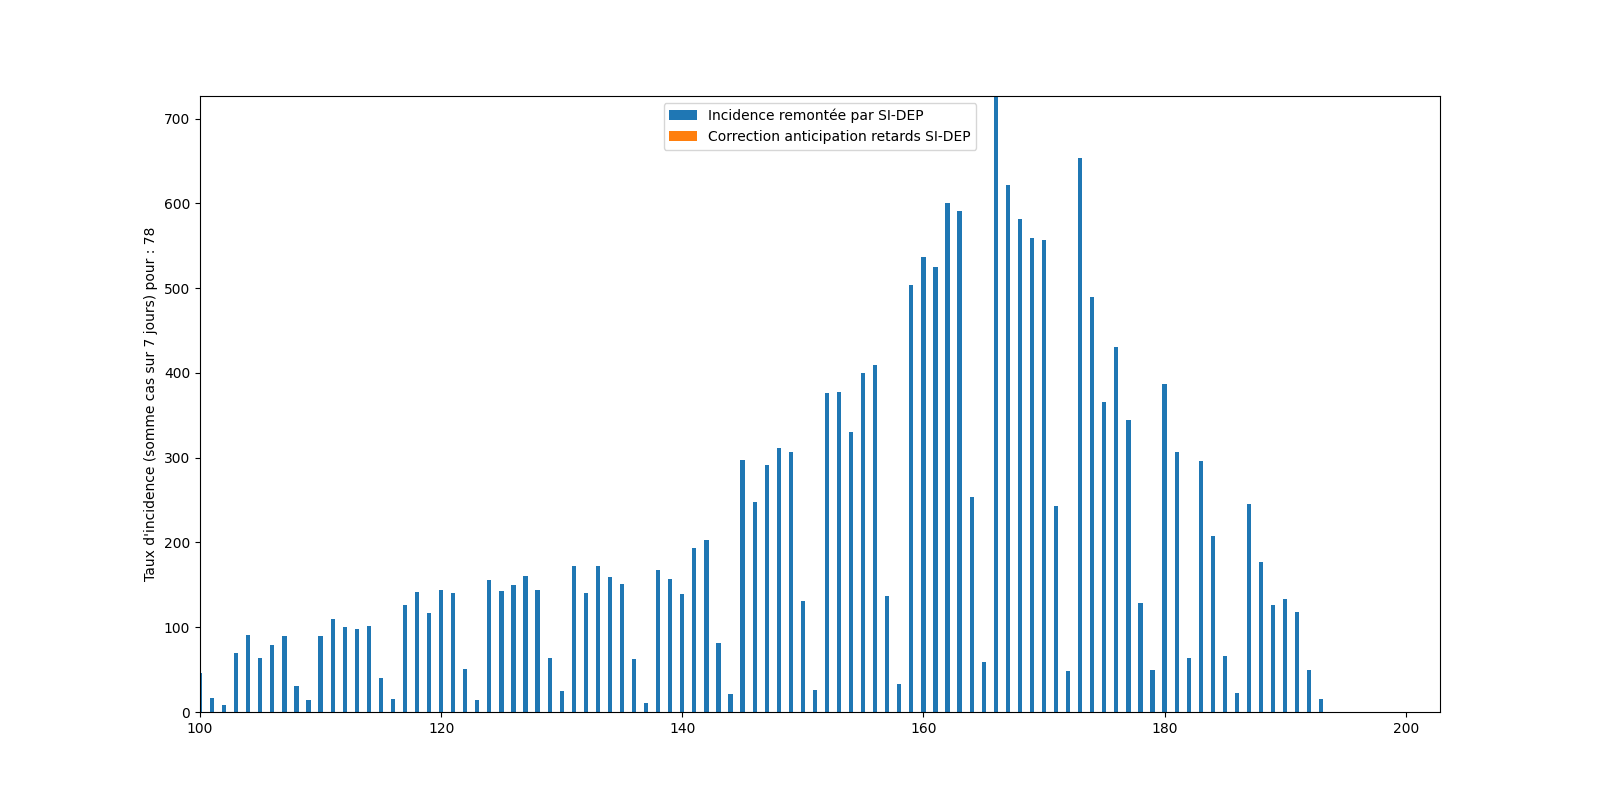 Incidence remontée par SI-DEP
Correction anticipation retards SI-DEP
Taux d'incidence (somme cas sur 7 jours) pour : 78
700
600
500
400
300
200
100
0
100 120 140 160 180 200